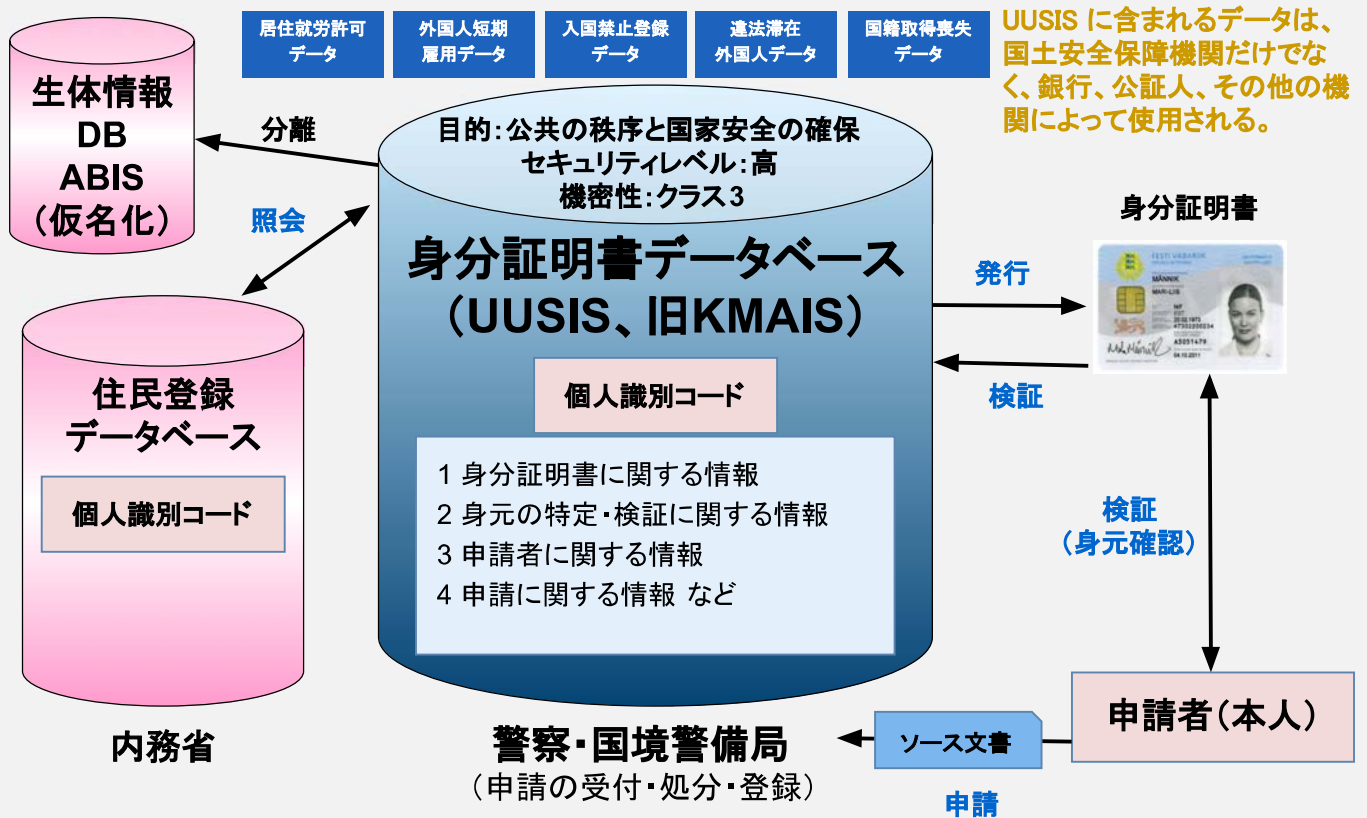 居住就労許可
データ
外国人短期
雇用データ
入国禁止登録
データ
違法滞在
外国人データ
国籍取得喪失
データ
UUSIS に含まれるデータは、
国土安全保障機関だけでな
く、銀行、公証人、その他の機
関によって使用される。
生体情報
DB
ABIS
（仮名化）
分離
照会
目的：公共の秩序と国家安全の確保
セキュリティレベル：高
機密性：クラス３
身分証明書データベース
（UUSIS、旧KMAIS）
個人識別コード
1 身分証明書に関する情報
2 身元の特定・検証に関する情報
3 申請者に関する情報
4 申請に関する情報 など
住民登録
データベース
個人識別コード
内務省
警察・国境警備局
（申請の受付・処分・登録）
発行
検証
身分証明書
EESTI VABARIIK
MÄNNIK
MARI-LIIS
検証
（身元確認）
申請者（本人）
ソース文書
申請